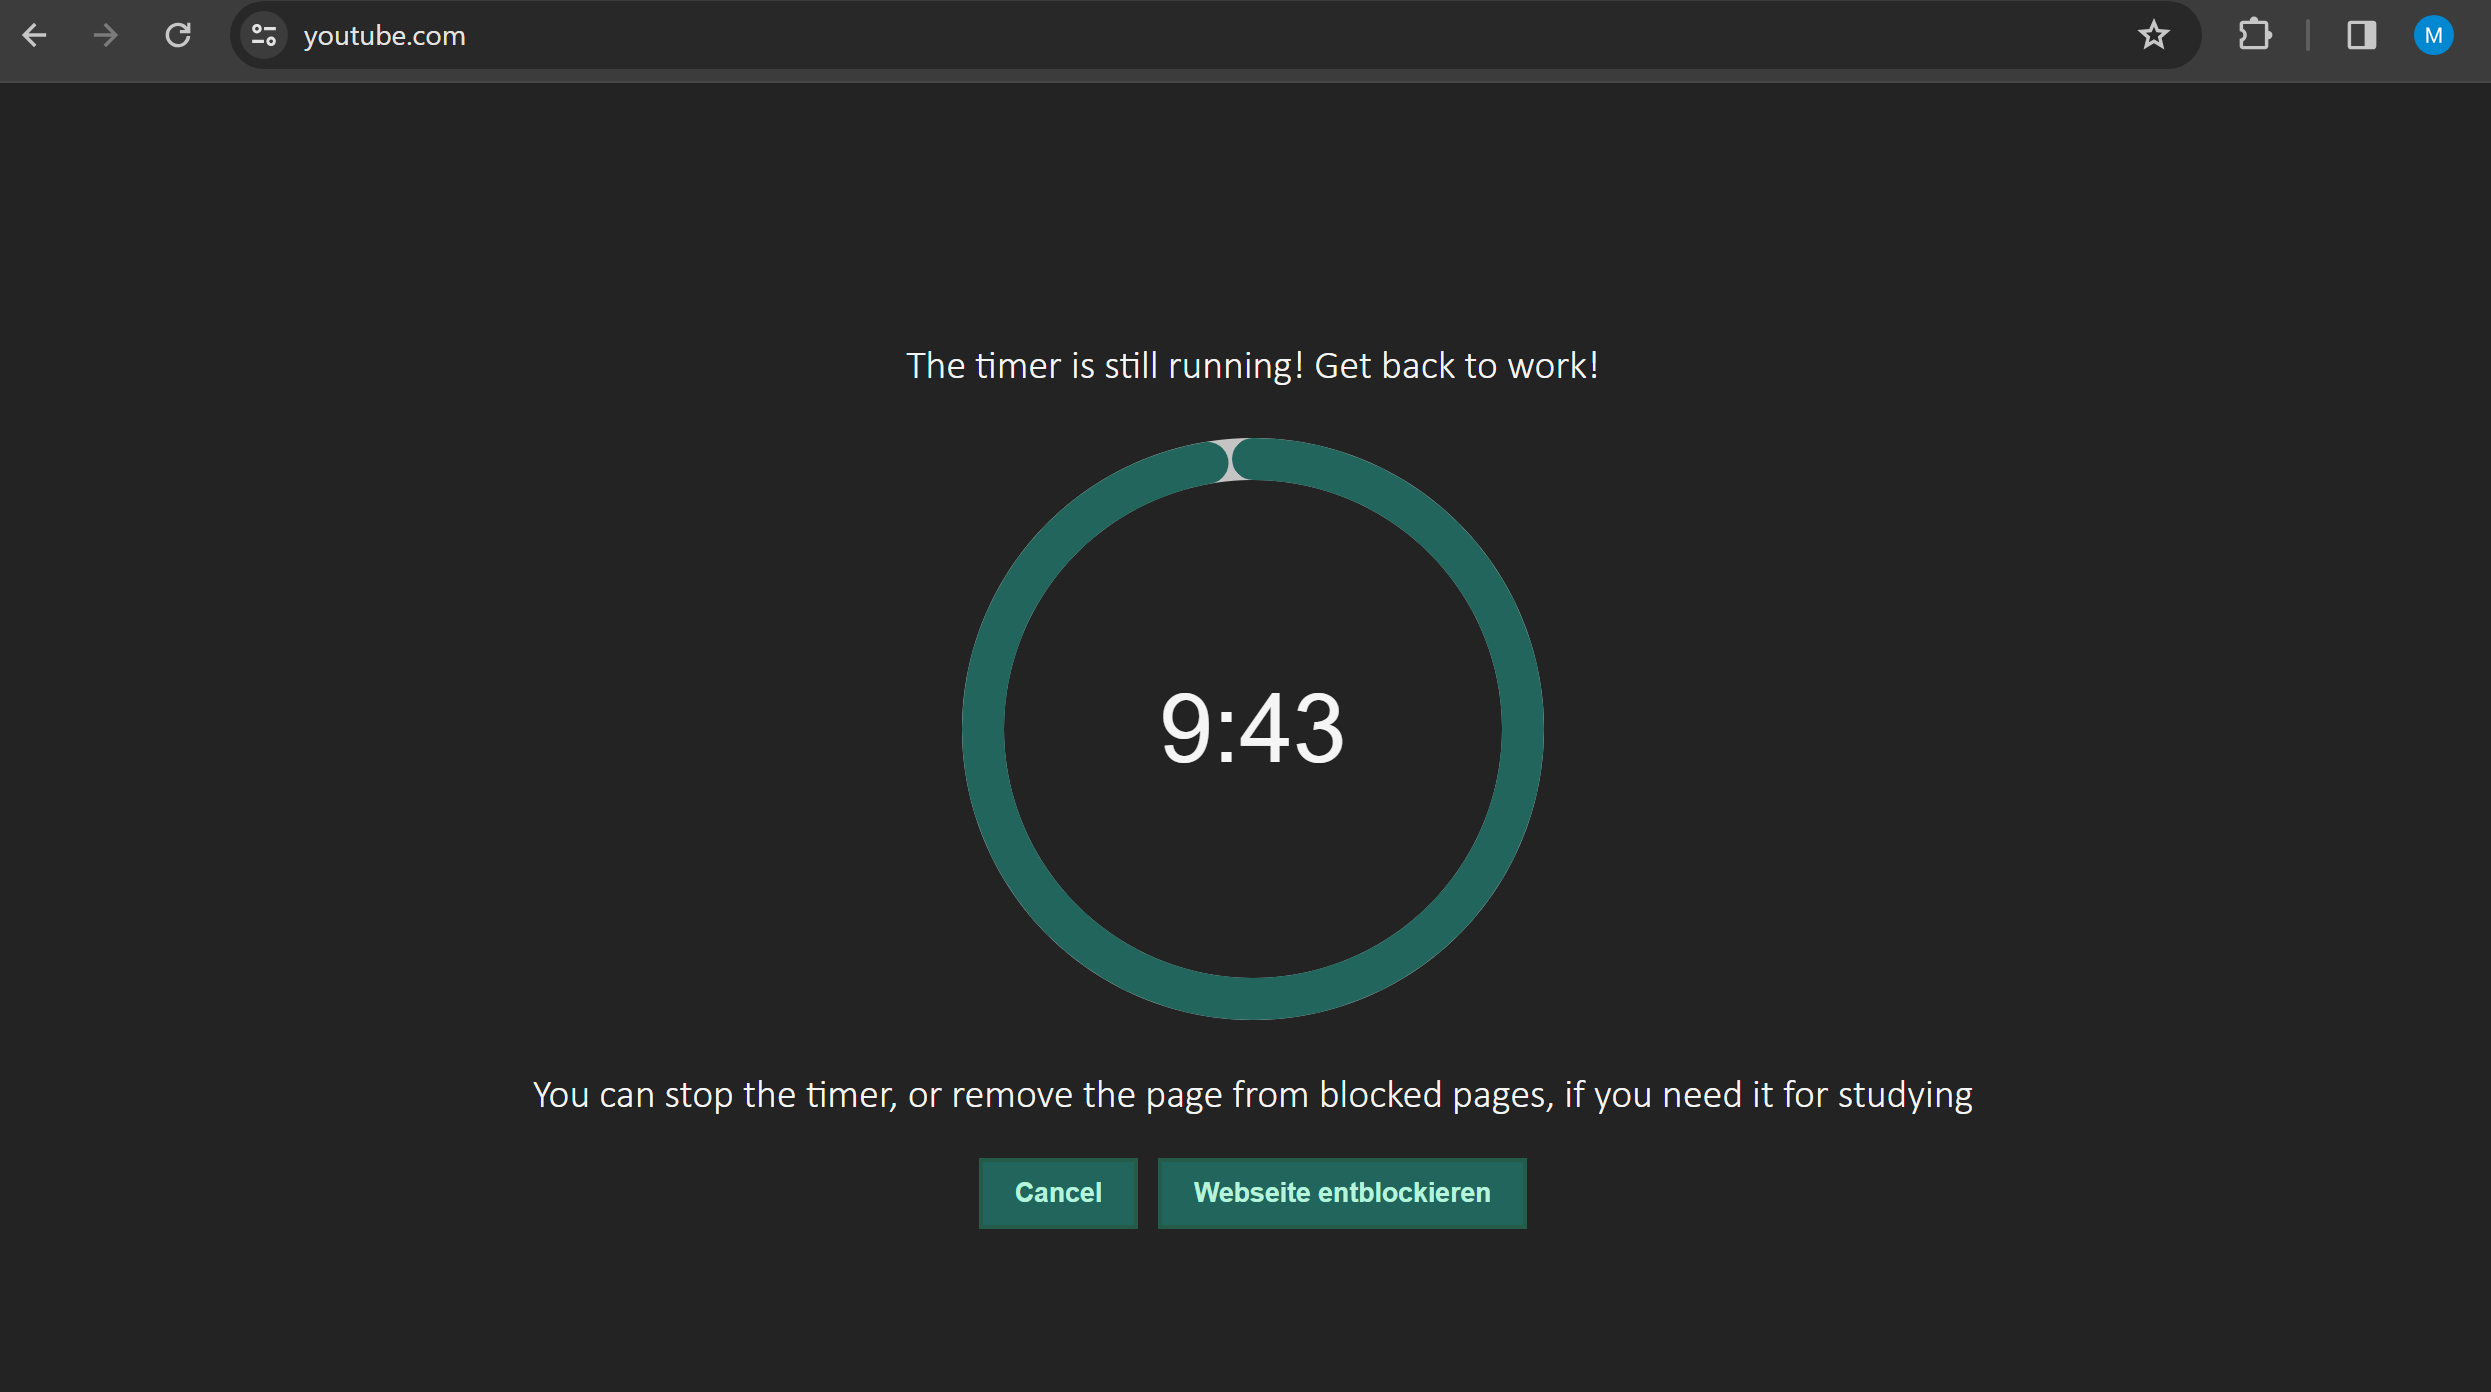 youtube.com
M
The timer is still running! Get back to work!
9:43
You can stop the timer, or remove the page from blocked pages, if you need it for studying
Cancel
Webseite entblockieren